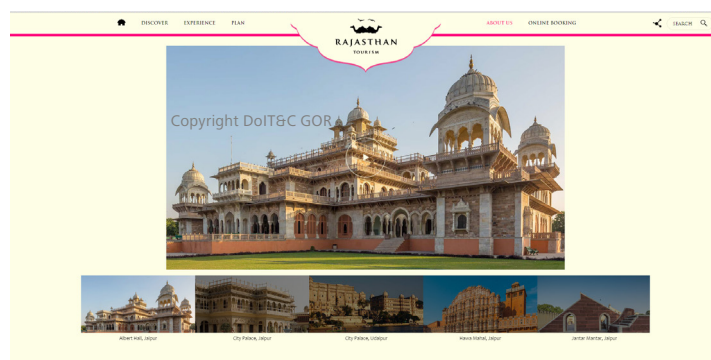 DISCOVER EXPERIENCE PLAN ABOUT US ONLINE BOOKING SEARCH
RAJASTHAN
TOURISM
Copyright DoIT&C GOR
Albert Hall, Jaipur City Palace, Jaipur City Palace, Udaipur Hawa Mahal, Jaipur Jantar Mantar, Jaipur